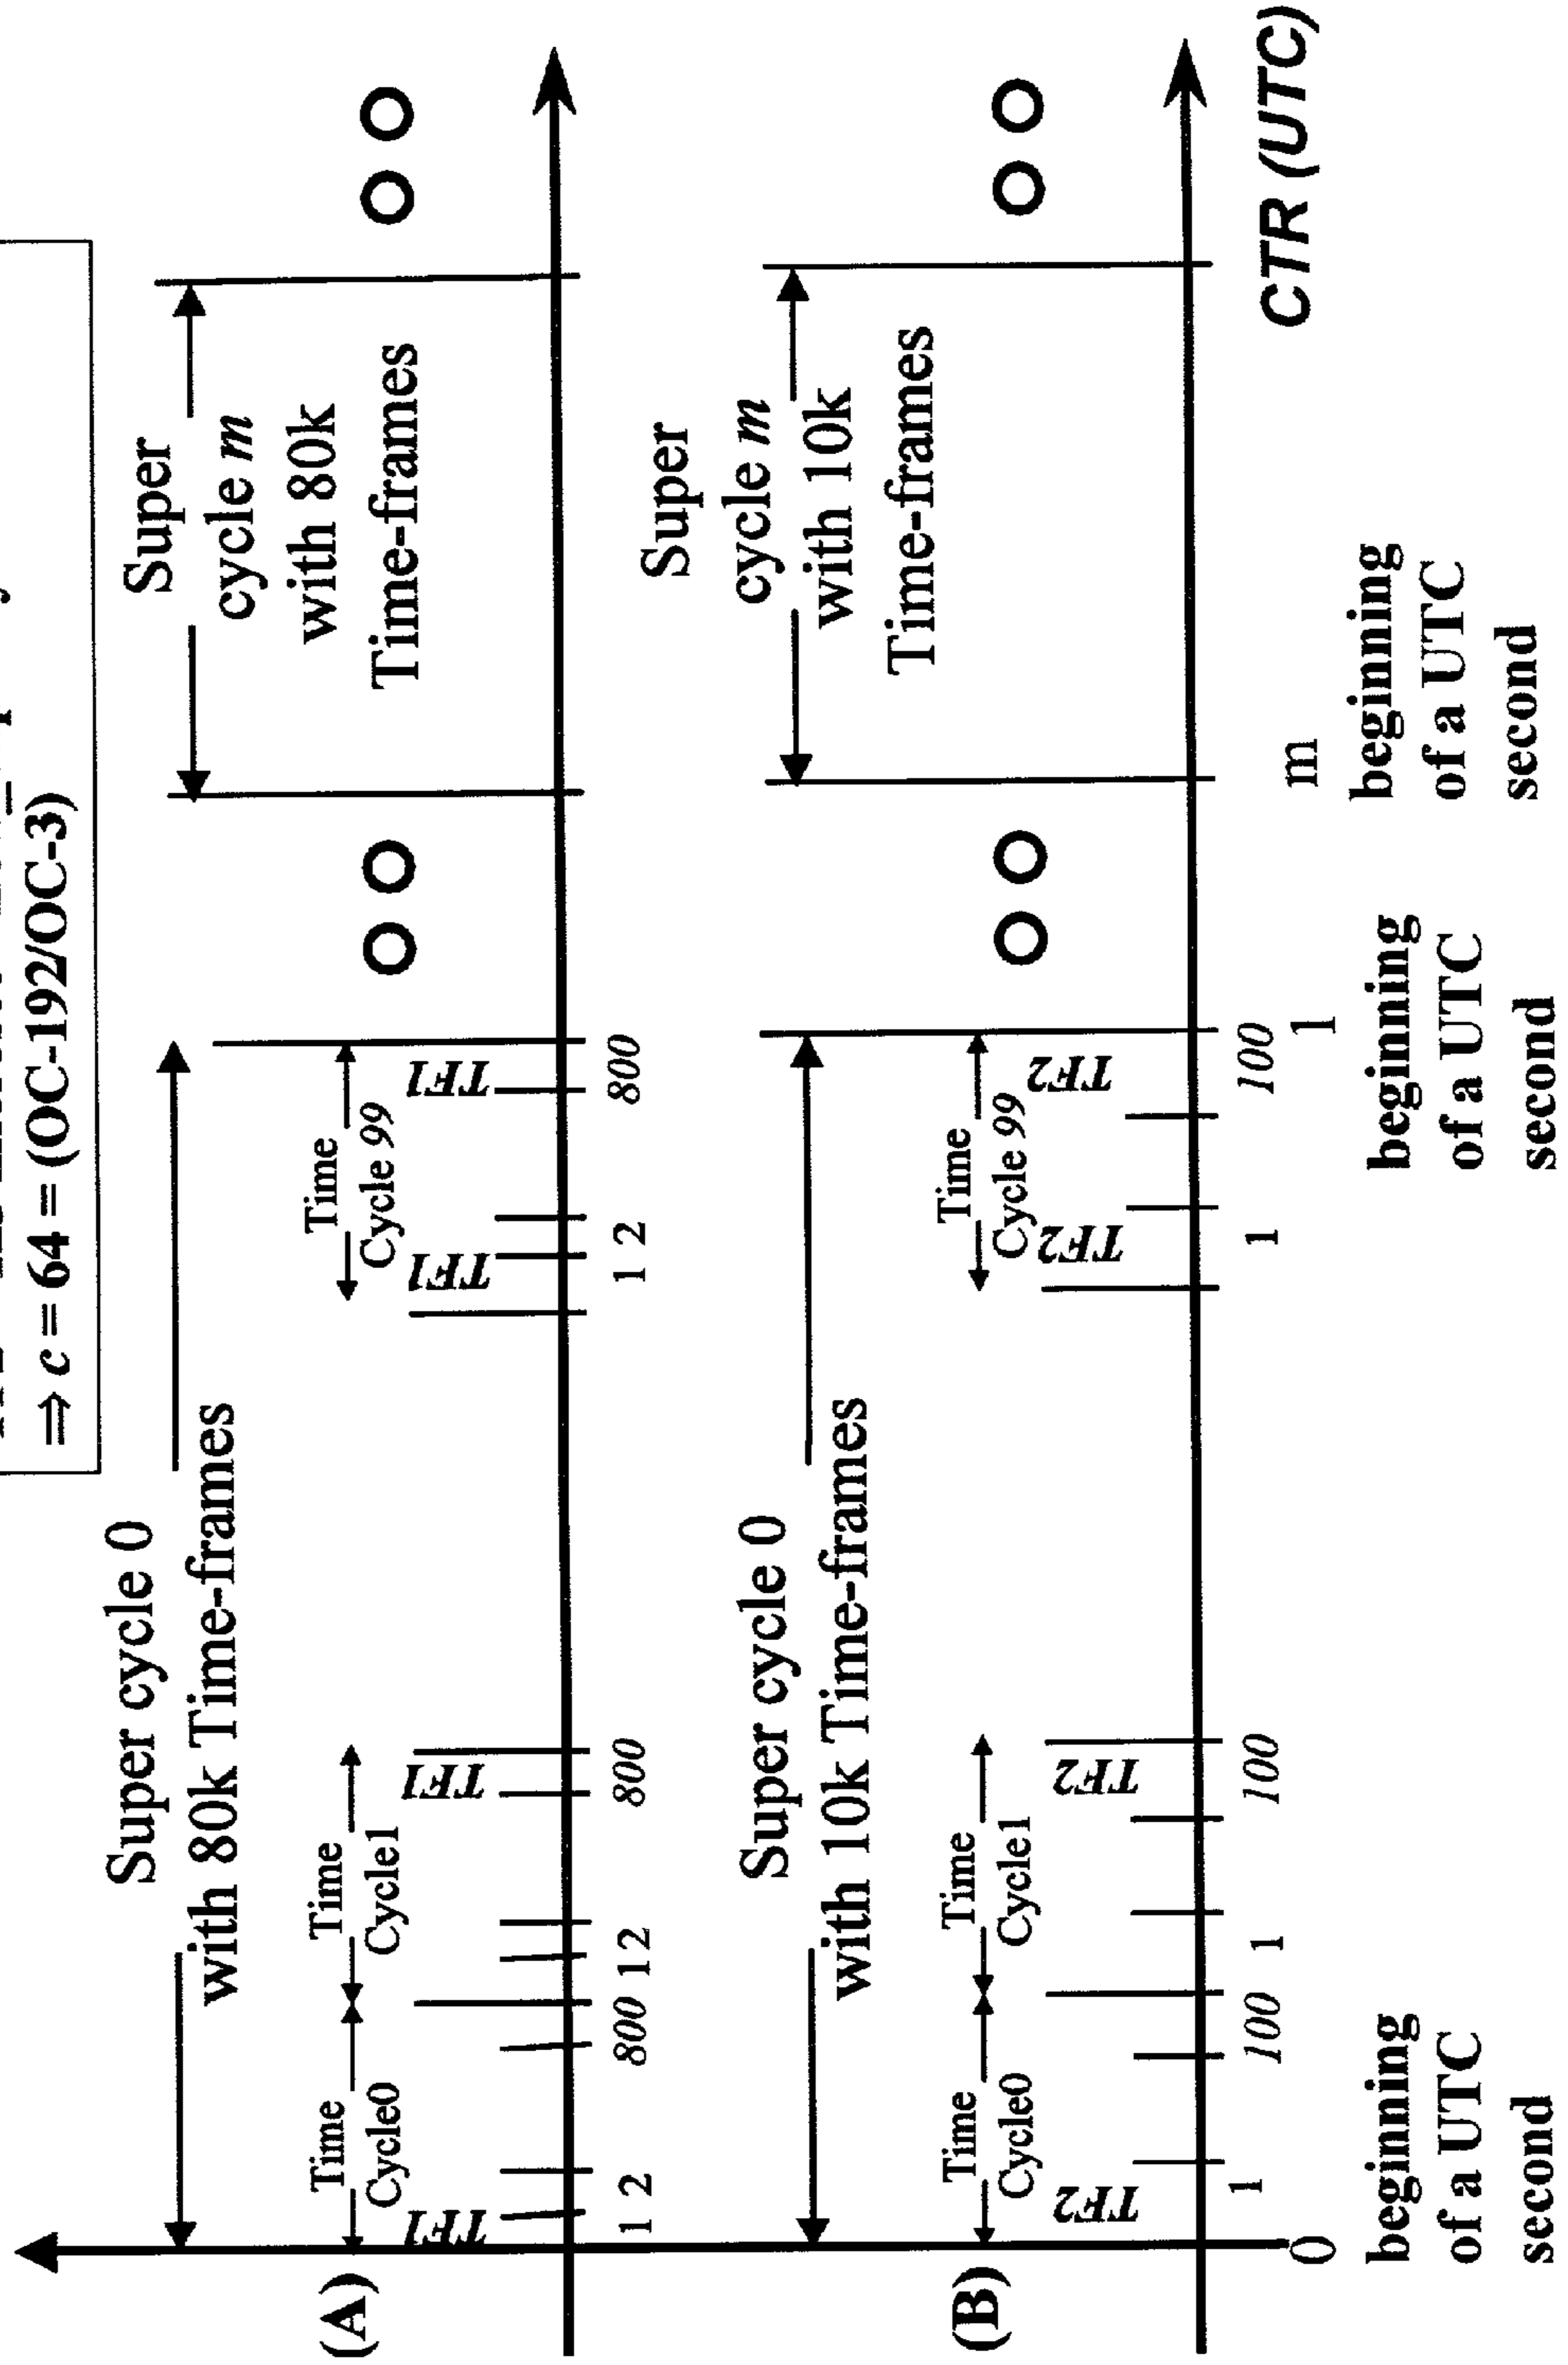 ⇒ c = 64 = (OC-192/OC-3)
Super cycle 0
with 80k Time-frames
Super
cycle m
with 80k
Time-frames
(A)
Time
Cycle0
Time
Cycle1
Time
Cycle 99
TF1
TF1
TF1
TF1
1 2
800
1 2
800
1 2
800
Super cycle 0
with 10k Time-frames
Super
cycle m
with 10k
Time-frames
(B)
Time
Cycle0
Time
Cycle1
Time
Cycle 99
TF2
TF2
TF2
TF2
1
100
1
100
1
100
CTR (UTC)
0
beginning
of a UTC
second
1
beginning
of a UTC
second
m
beginning
of a UTC
second